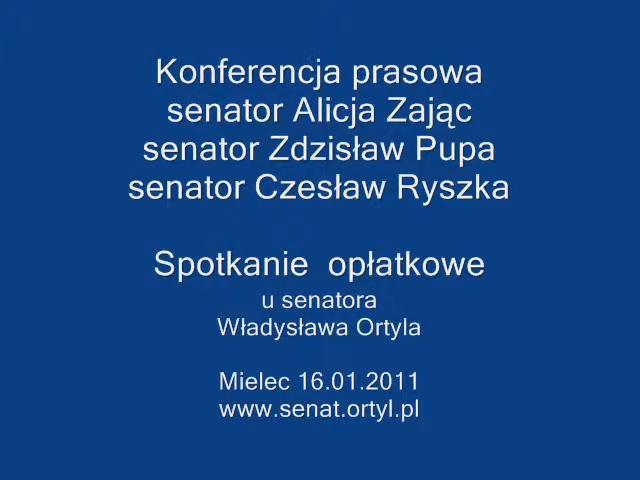 Konferencja prasowa
senator Alicja Zając
senator Zdzisław Pupa
senator Czesław Ryszka
Spotkanie opłatkowe
u senatora
Władysława Ortyla
Mielec 16.01.2011
www.senat.ortyl.pl